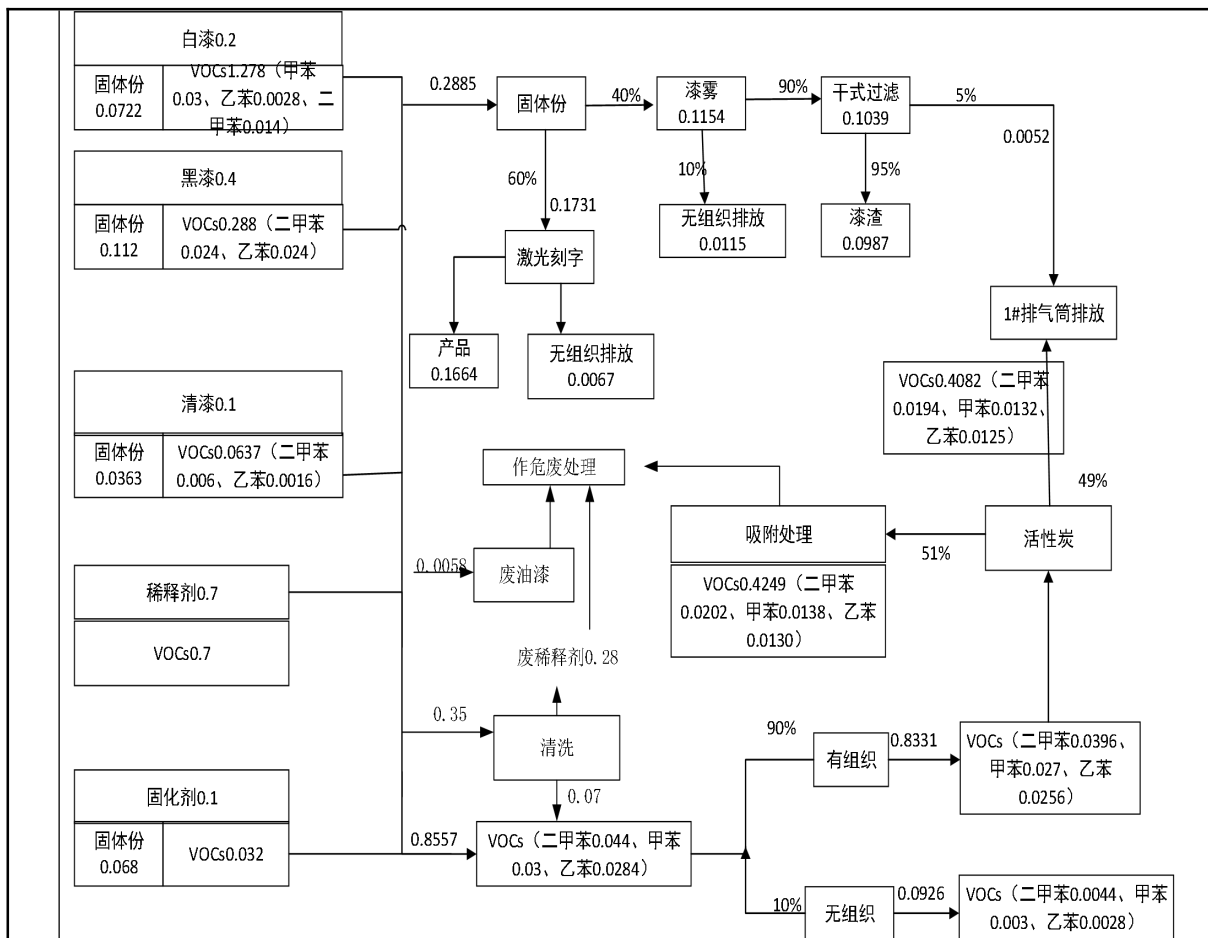 白漆0.2
固体份
0.0722
VOCs1.278（甲苯
0.03、乙苯0.0028、二
甲苯0.014）
黑漆0.4
固体份
0.112
VOCs0.288（二甲苯
0.024、乙苯0.024）
清漆0.1
固体份
0.0363
VOCs0.0637（二甲苯
0.006、乙苯0.0016）
稀释剂0.7
VOCs0.7
固化剂0.1
固体份
0.068
VOCs0.032
0.2885
固体份
40%
漆雾
0.1154
90%
干式过滤
0.1039
5%
0.0052
60%
0.1731
10%
95%
无组织排放
0.0115
漆渣
0.0987
激光刻字
产品
0.1664
无组织排放
0.0067
1#排气筒排放
VOCs0.4082（二甲苯
0.0194、甲苯0.0132、
乙苯0.0125）
49%
作危废处理
吸附处理
51%
活性炭
VOCs0.4249（二甲苯
0.0202、甲苯0.0138、乙苯
0.0130）
0.0058
废油漆
废稀释剂0.28
0.35
清洗
0.07
0.8557
VOCs（二甲苯0.044、甲苯
0.03、乙苯0.0284）
90%
有组织
0.8331
VOCs（二甲苯0.0396、
甲苯0.027、乙苯
0.0256）
10%
无组织
0.0926
VOCs（二甲苯0.0044、甲苯
0.003、乙苯0.0028）